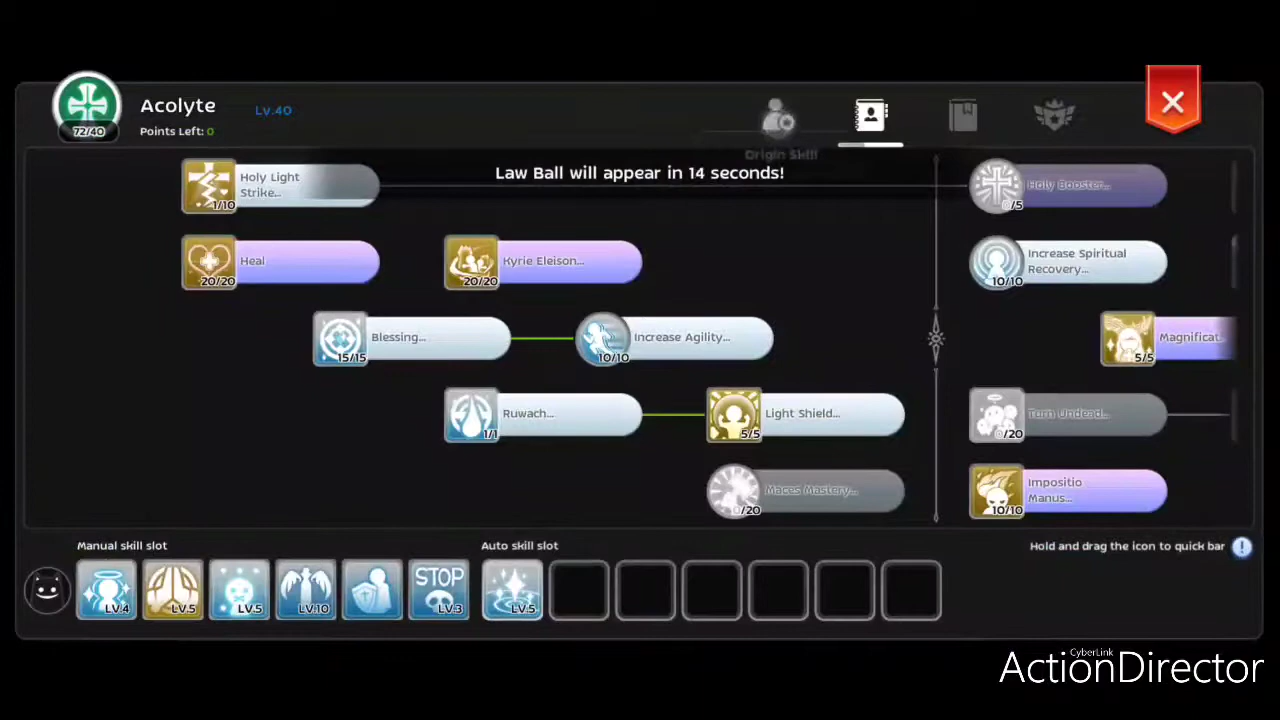 Acolyte
Lv.40
72/40
Points Left: 0
Origin Skill
Law Ball will appear in 14 seconds!
Holy Light
Strike...
1/10
Holy Booster...
0/5
Heal
20/20
Kyrie Eleison...
20/20
Increase Spiritual
Recovery...
10/10
Blessing...
15/15
Increase Agility...
10/10
Magnificat
5/5
Ruwach...
1/1
Light Shield...
5/5
Turn Undead...
0/20
Maces Mastery...
0/20
Impositio
Manus...
10/10
Manual skill slot
Auto skill slot
Hold and drag the icon to quick bar
!
LV.4
LV.5
LV.5
LV.10
STOP
LV.3
LV.5
CyberLink
ActionDirector